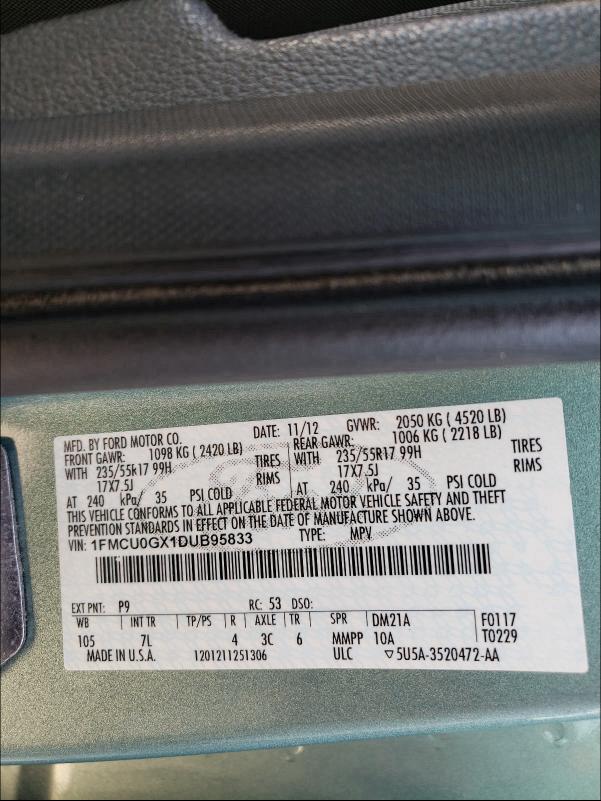 MFD. BY FORD MOTOR CO. DATE: 11/12 GVWR: 2050 KG ( 4520 LB)
FRONT GAWR: 1098 KG ( 2420 LB) REAR GAWR: 1006 KG ( 2218 LB)
WITH 235/55R17 99H TIRES WITH 235/55R17 99H TIRES
17X7.5J RIMS 17X7.5J RIMS
AT 240 kPa/ 35 PSI COLD AT 240 kPa/ 35 PSI COLD
THIS VEHICLE CONFORMS TO ALL APPLICABLE FEDERAL MOTOR VEHICLE SAFETY AND THEFT
PREVENTION STANDARDS IN EFFECT ON THE DATE OF MANUFACTURE SHOWN ABOVE.
VIN: 1FMCU0GX1DUB95833 TYPE: MPV
EXT PNT: P9 RC: 53 DSO:
WB INT TR TP/PS R AXLE TR SPR DM21A F0117
105 7L 4 3C 6 MMPP 10A T0229
MADE IN U.S.A. 1201211251306 ULC ▽5U5A-3520472-AA